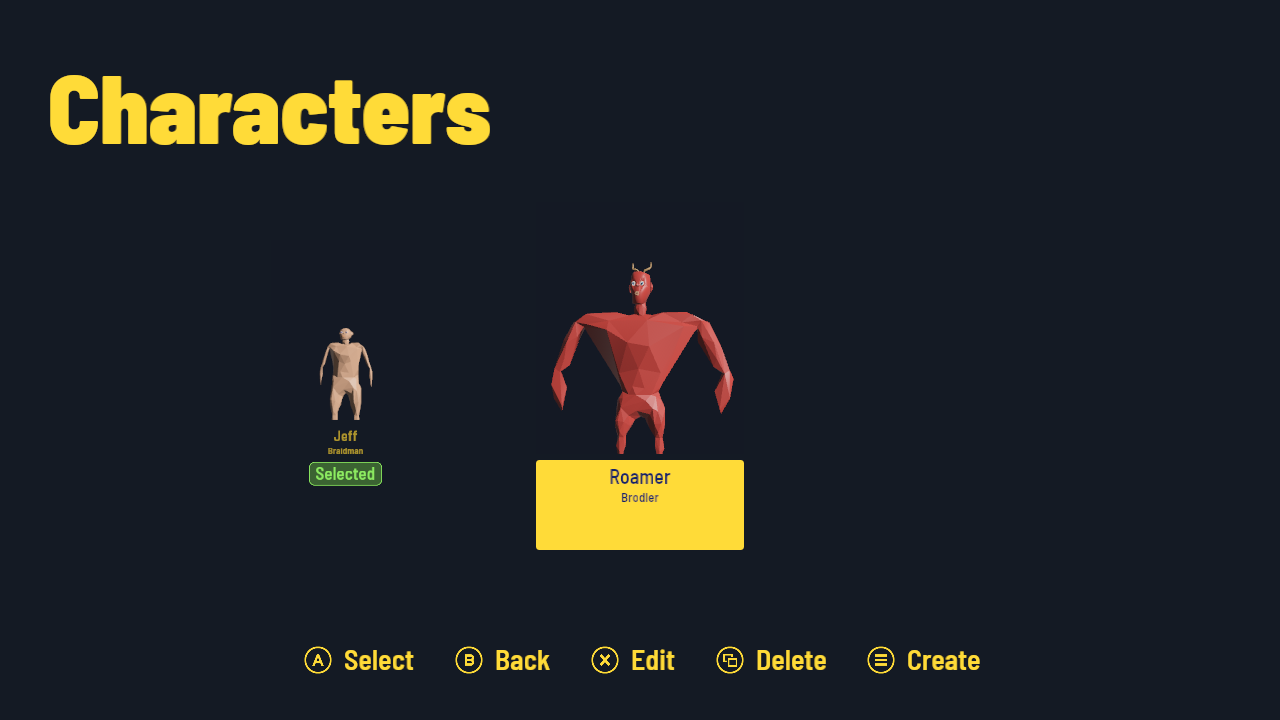 Characters
Jeff
Braidman
Selected
Roamer
Brodler
A Select
B Back
X Edit
Delete
Create